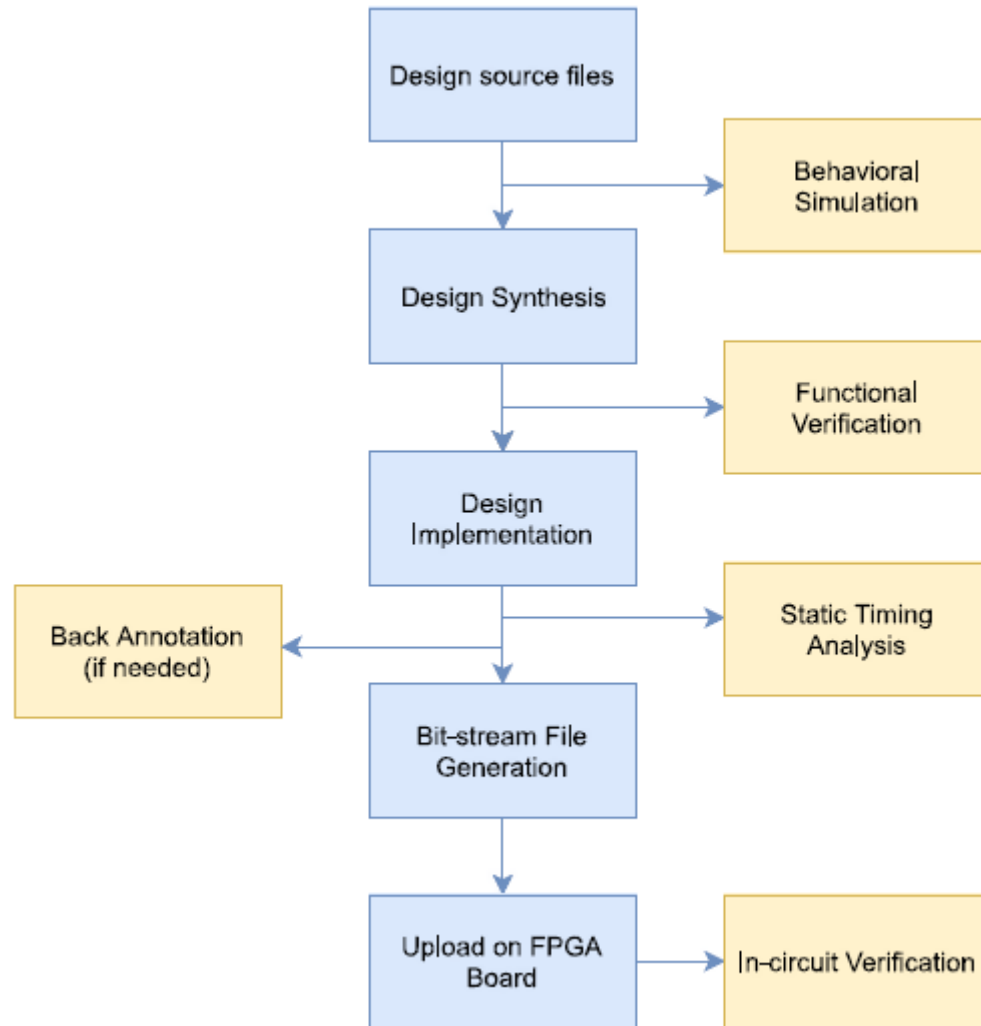 Design source files
Behavioral
Simulation
Design Synthesis
Functional
Verification
Design
Implementation
Static Timing
Analysis
Back Annotation
(if needed)
Bit-stream File
Generation
Upload on FPGA
Board
In-circuit Verification